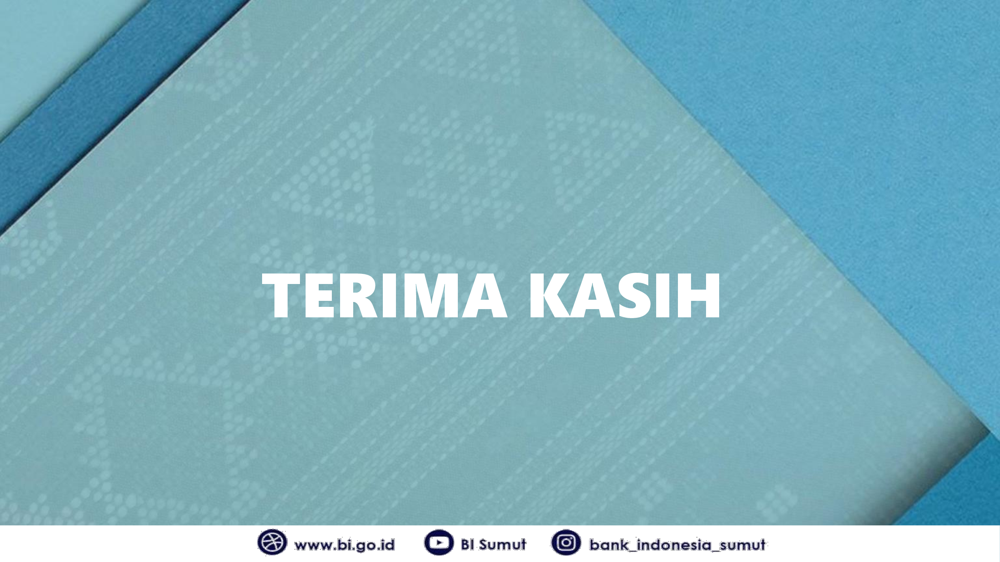 TERIMA KASIH
www.bi.go.id BI Sumut bank_indonesia_sumut